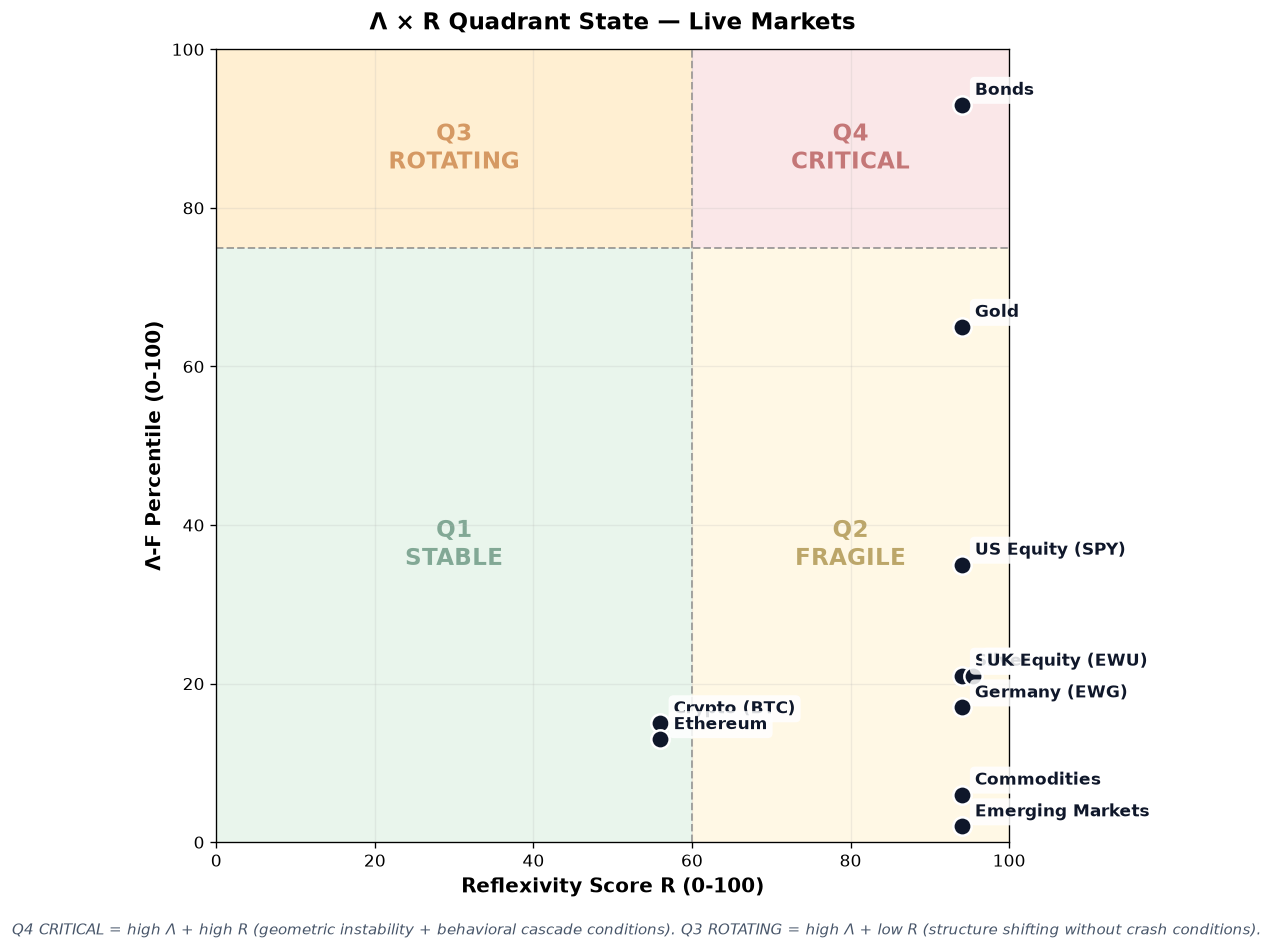 Λ × R Quadrant State — Live Markets
100
80
60
40
20
0
Λ-F Percentile (0-100)
Q3
ROTATING
Q4
CRITICAL
Bonds
Gold
Q1
STABLE
Q2
FRAGILE
US Equity (SPY)
UK Equity (EWU)
Germany (EWG)
Crypto (BTC)
Ethereum
Commodities
Emerging Markets
0
20
40
60
80
100
Reflexivity Score R (0-100)
Q4 CRITICAL = high Λ + high R (geometric instability + behavioral cascade conditions). Q3 ROTATING = high Λ + low R (structure shifting without crash conditions).